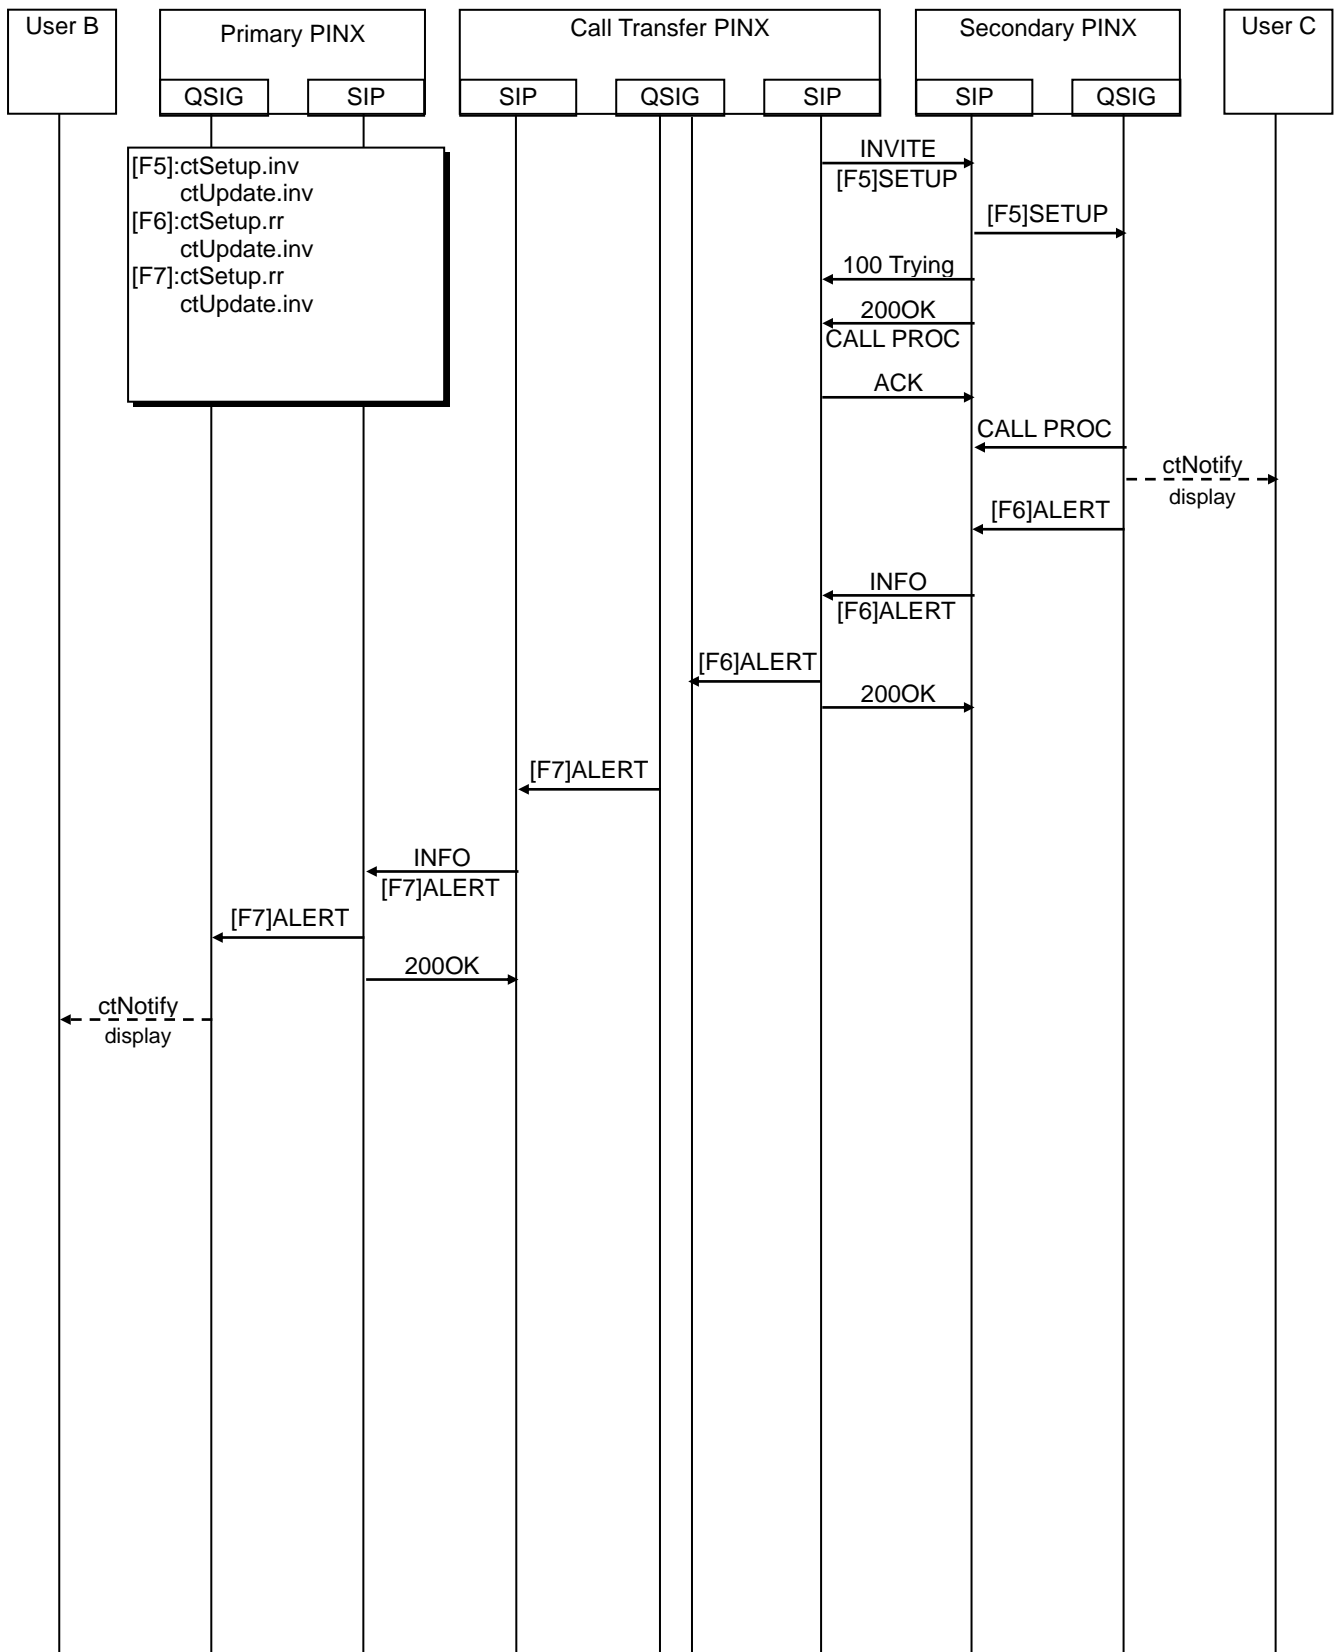 User B
Primary PINX
Call Transfer PINX
Secondary PINX
User C
QSIG
SIP
SIP
QSIG
SIP
SIP
QSIG
[F5]:ctSetup.inv
ctUpdate.inv
[F6]:ctSetup.rr
ctUpdate.inv
[F7]:ctSetup.rr
ctUpdate.inv
INVITE
[F5]SETUP
[F5]SETUP
100 Trying
200OK
CALL PROC
ACK
CALL PROC
ctNotify
display
[F6]ALERT
INFO
[F6]ALERT
[F6]ALERT
200OK
[F7]ALERT
INFO
[F7]ALERT
[F7]ALERT
200OK
ctNotify
display